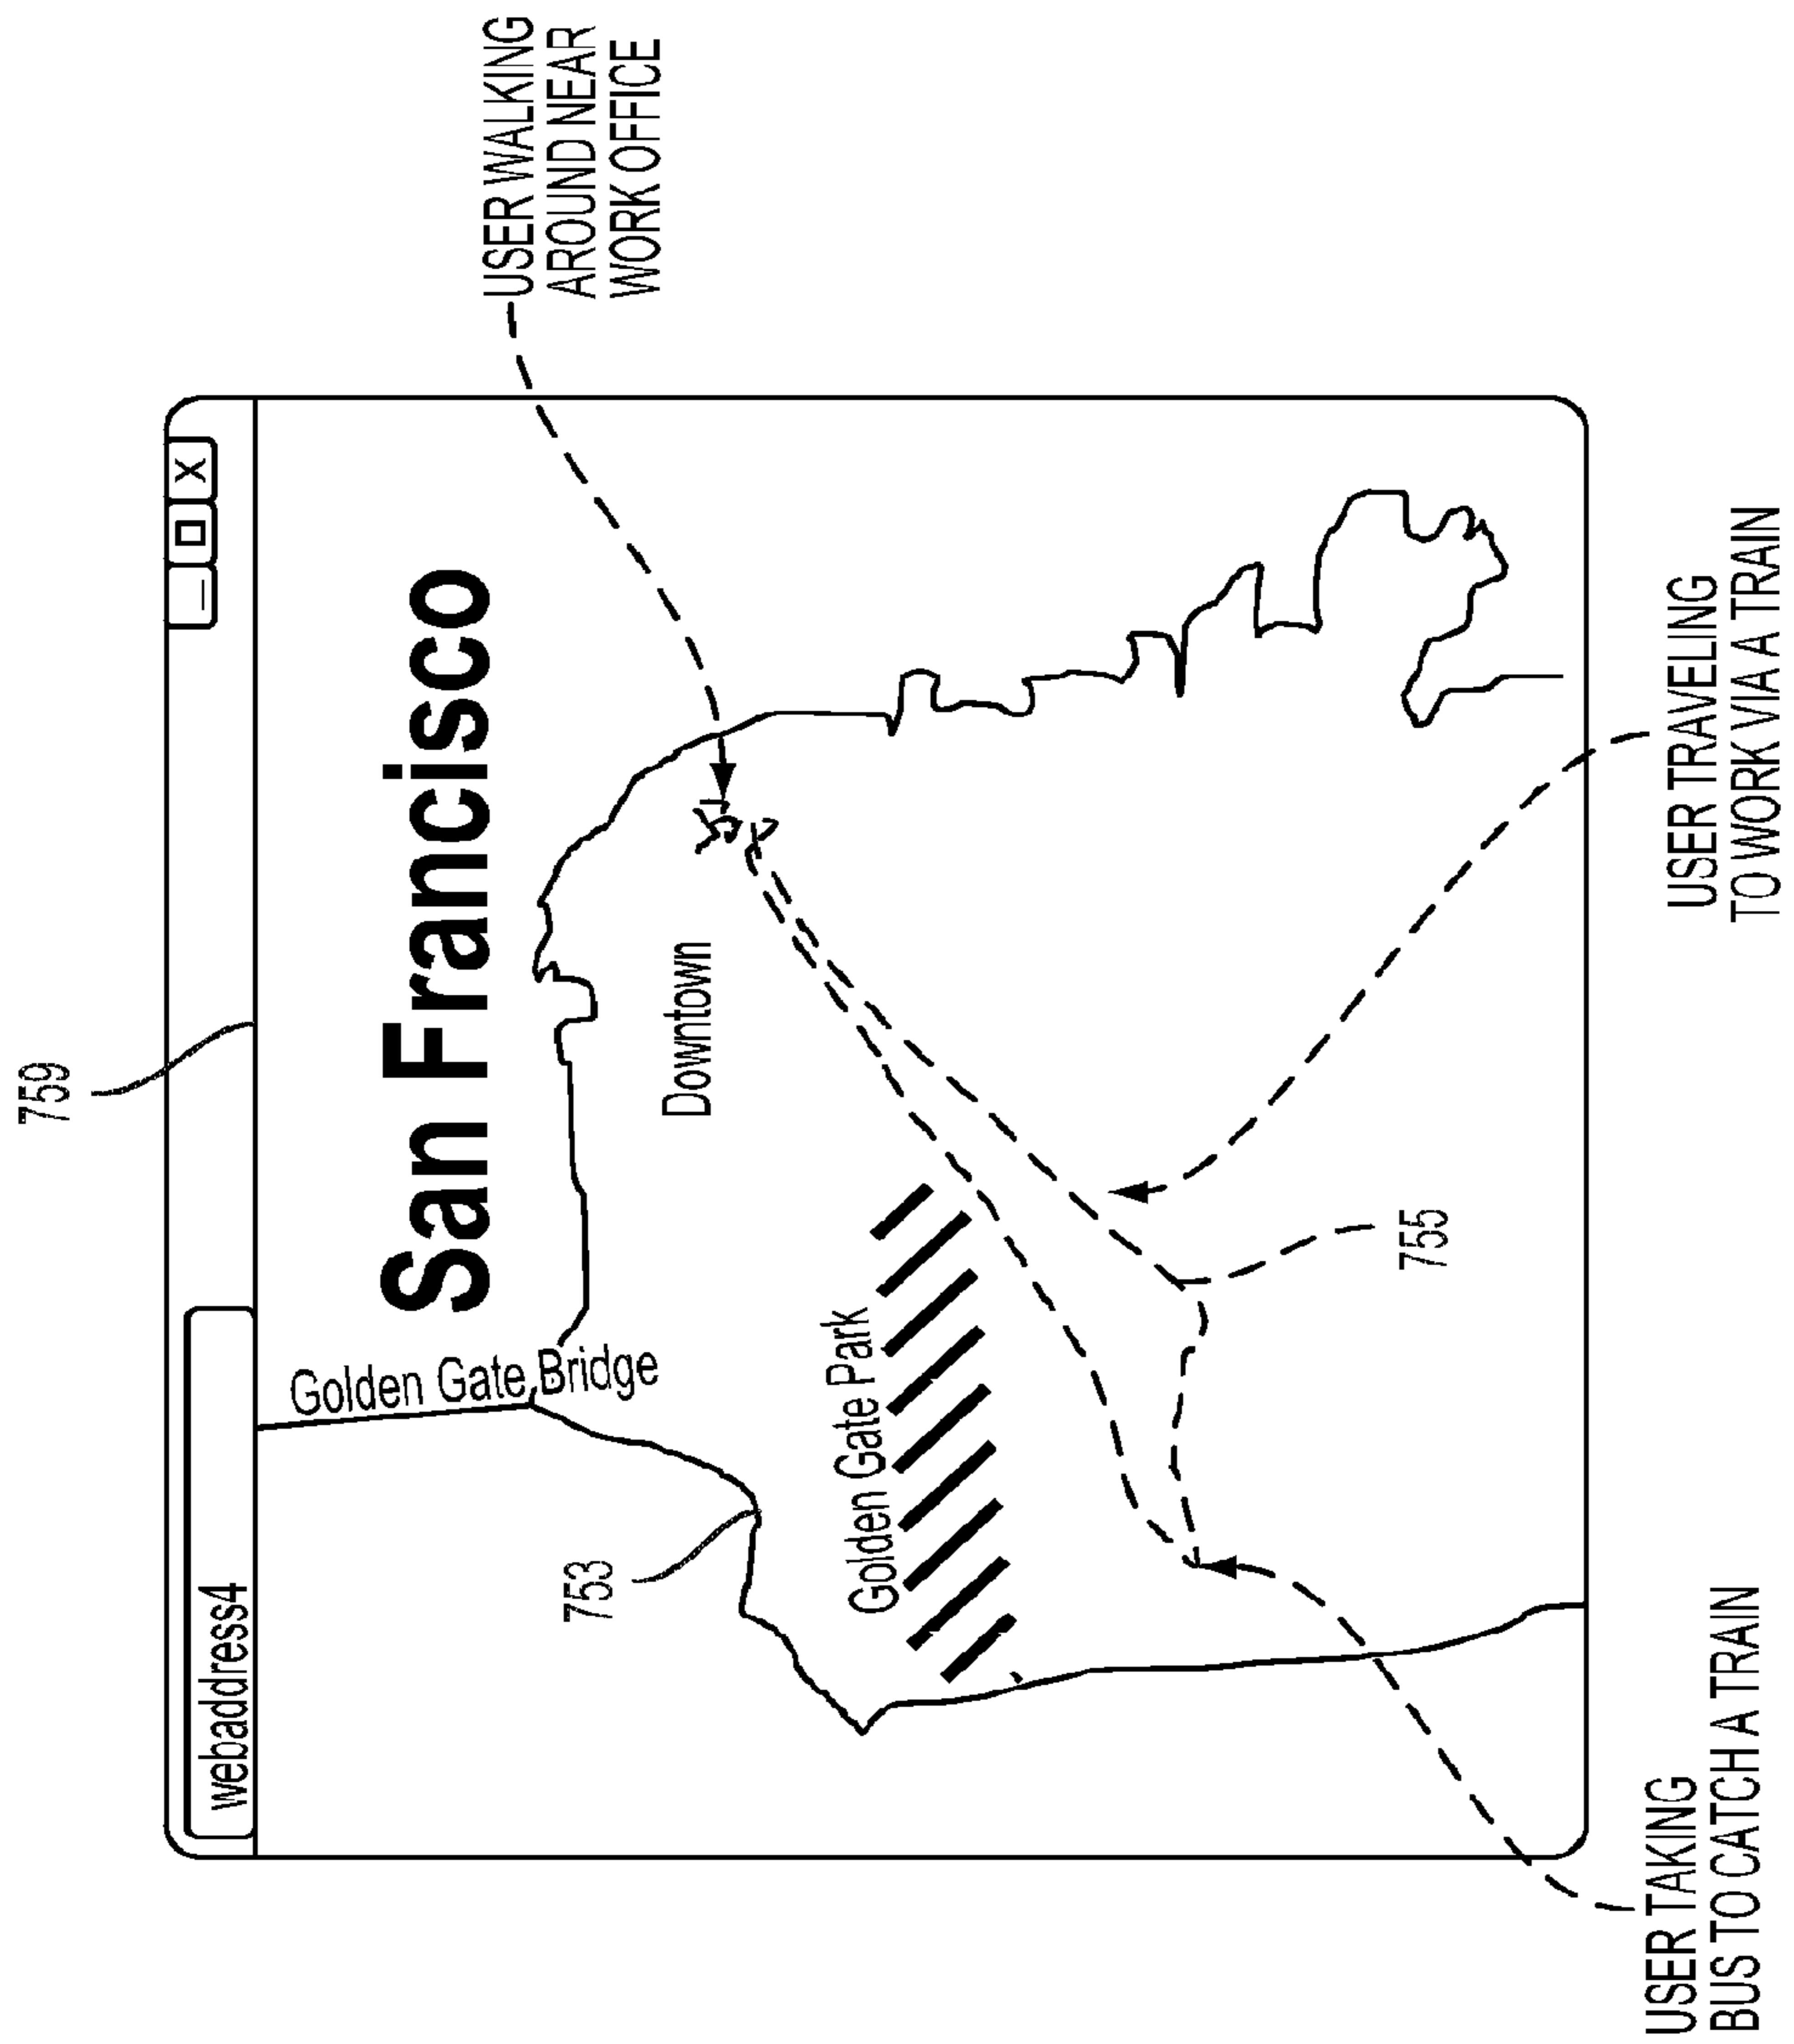 759
webaddress4
_
X
San Francisco
Golden Gate Bridge
USER WALKING
AROUND NEAR
WORK OFFICE
753
Downtown
Golden Gate Park
755
USER TAKING
BUS TO CATCH A TRAIN
USER TRAVELING
TO WORK VIA A TRAIN